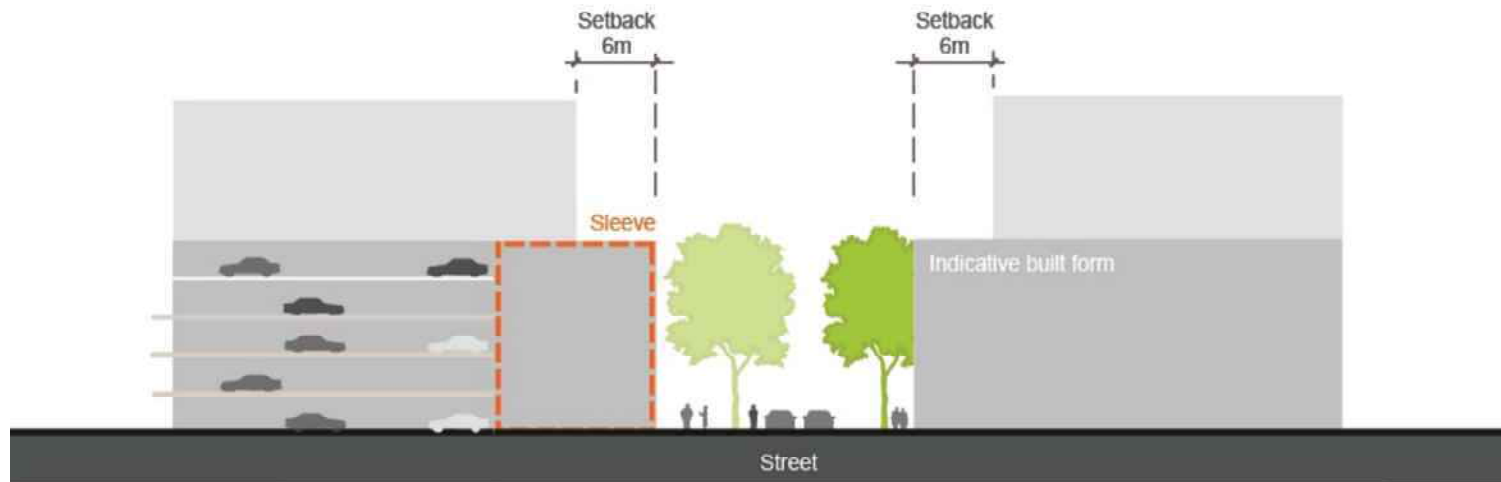 Setback
6m
Setback
6m
Sleeve
Indicative built form
Street